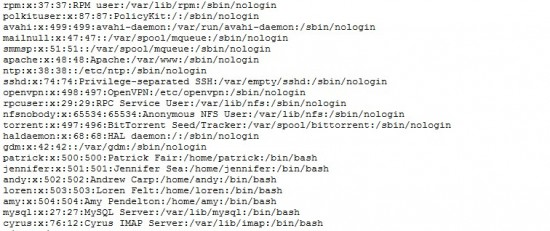 rpm:x:37:37:RPM user:/var/lib/rpm:/sbin/nologin
polkituser:x:87:87:PolicyKit:/:/sbin/nologin
avahi:x:499:499:avahi-daemon:/var/run/avahi-daemon:/sbin/nologin
mailnull:x:47:47::/var/spool/mqueue:/sbin/nologin
smmsp:x:51:51::/var/spool/mqueue:/sbin/nologin
apache:x:48:48:Apache:/var/www:/sbin/nologin
ntp:x:38:38::/etc/ntp:/sbin/nologin
sshd:x:74:74:Privilege-separated SSH:/var/empty/sshd:/sbin/nologin
openvpn:x:498:497:OpenVPN:/etc/openvpn:/sbin/nologin
rpcuser:x:29:29:RPC Service User:/var/lib/nfs:/sbin/nologin
nfsnobody:x:65534:65534:Anonymous NFS User:/var/lib/nfs:/sbin/nologin
torrent:x:497:496:BitTorrent Seed/Tracker:/var/spool/bittorrent:/sbin/nologin
haldaemon:x:68:68:HAL daemon:/:/sbin/nologin
gdm:x:42:42::/var/gdm:/sbin/nologin
patrick:x:500:500:Patrick Fair:/home/patrick:/bin/bash
jennifer:x:501:501:Jennifer Sea:/home/jennifer:/bin/bash
andy:x:502:502:Andrew Carp:/home/andy:/bin/bash
loren:x:503:503:Loren Felt:/home/loren:/bin/bash
amy:x:504:504:Amy Pendelton:/home/amy:/bin/bash
mysql:x:27:27:MySQL Server:/var/lib/mysql:/bin/bash
cyrus:x:76:12:Cyrus IMAP Server:/var/lib/imap:/bin/bash